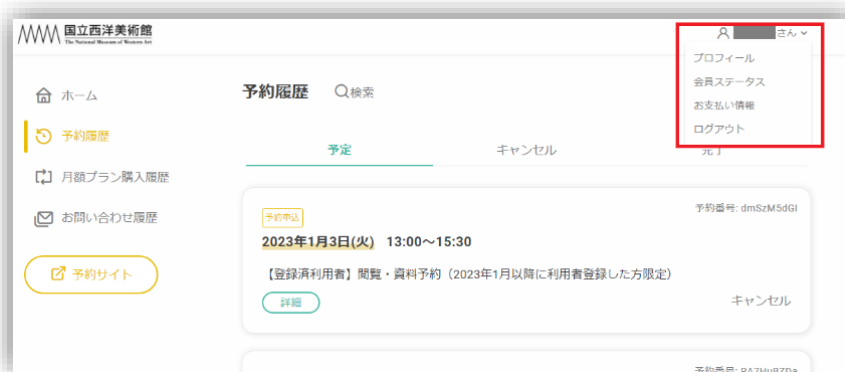 国立西洋美術館
The National Museum of Western Art
さん
プロフィール
会員ステータス
お支払い情報
ログアウト
ホーム
予約履歴
月額プラン購入履歴
お問い合わせ履歴
予約サイト
予約履歴 検索
予定 キャンセル 完了
予約申込
予約番号: dmSzM5dGI
2023年1月3日(火) 13:00～15:30
【登録済利用者】閲覧・資料予約（2023年1月以降に利用者登録した方限定）
詳細
キャンセル
予約番号: